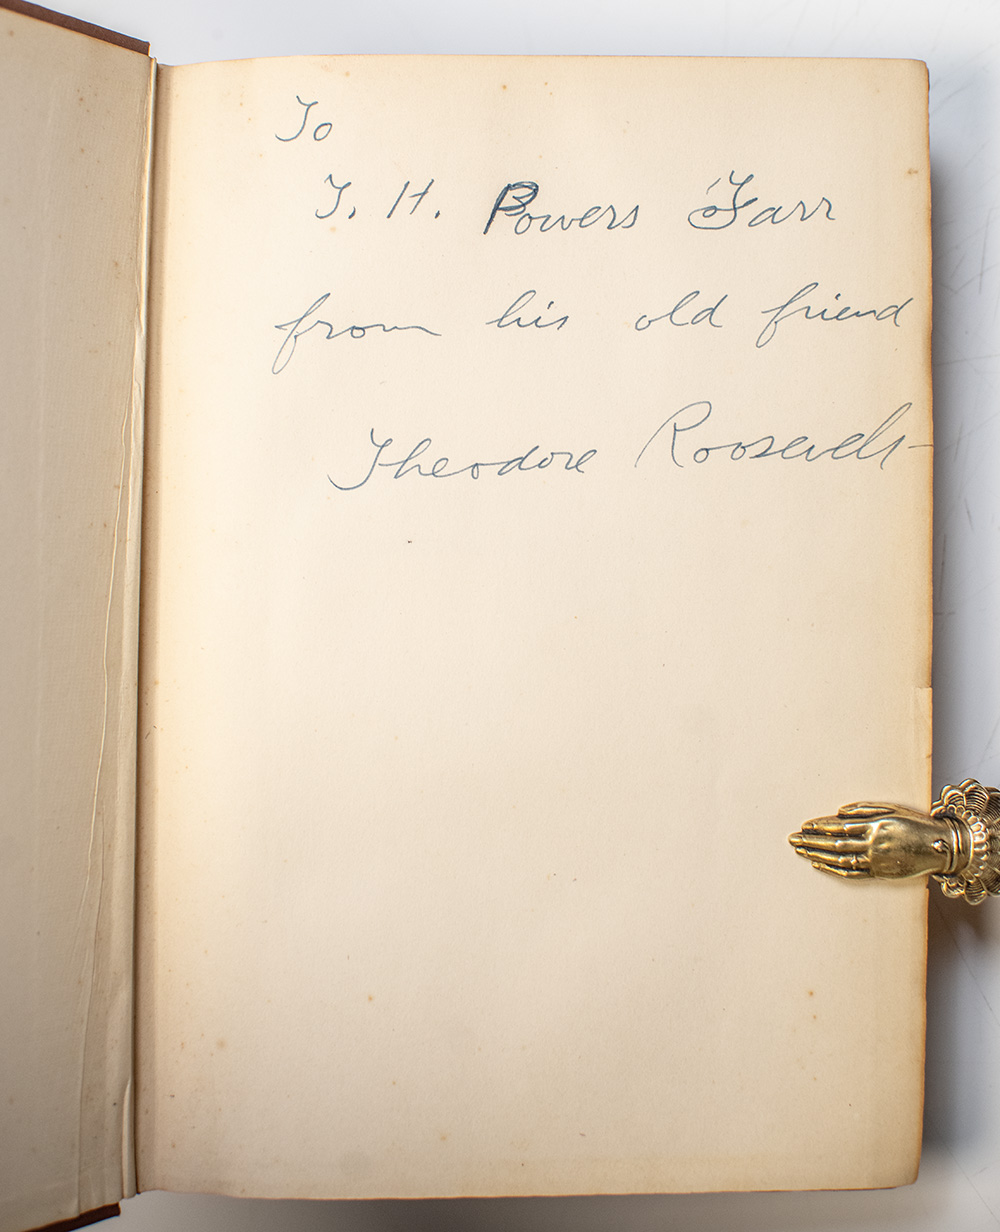 To
T. H. Powers Farr
from his old friend
Theodore Roosevelt